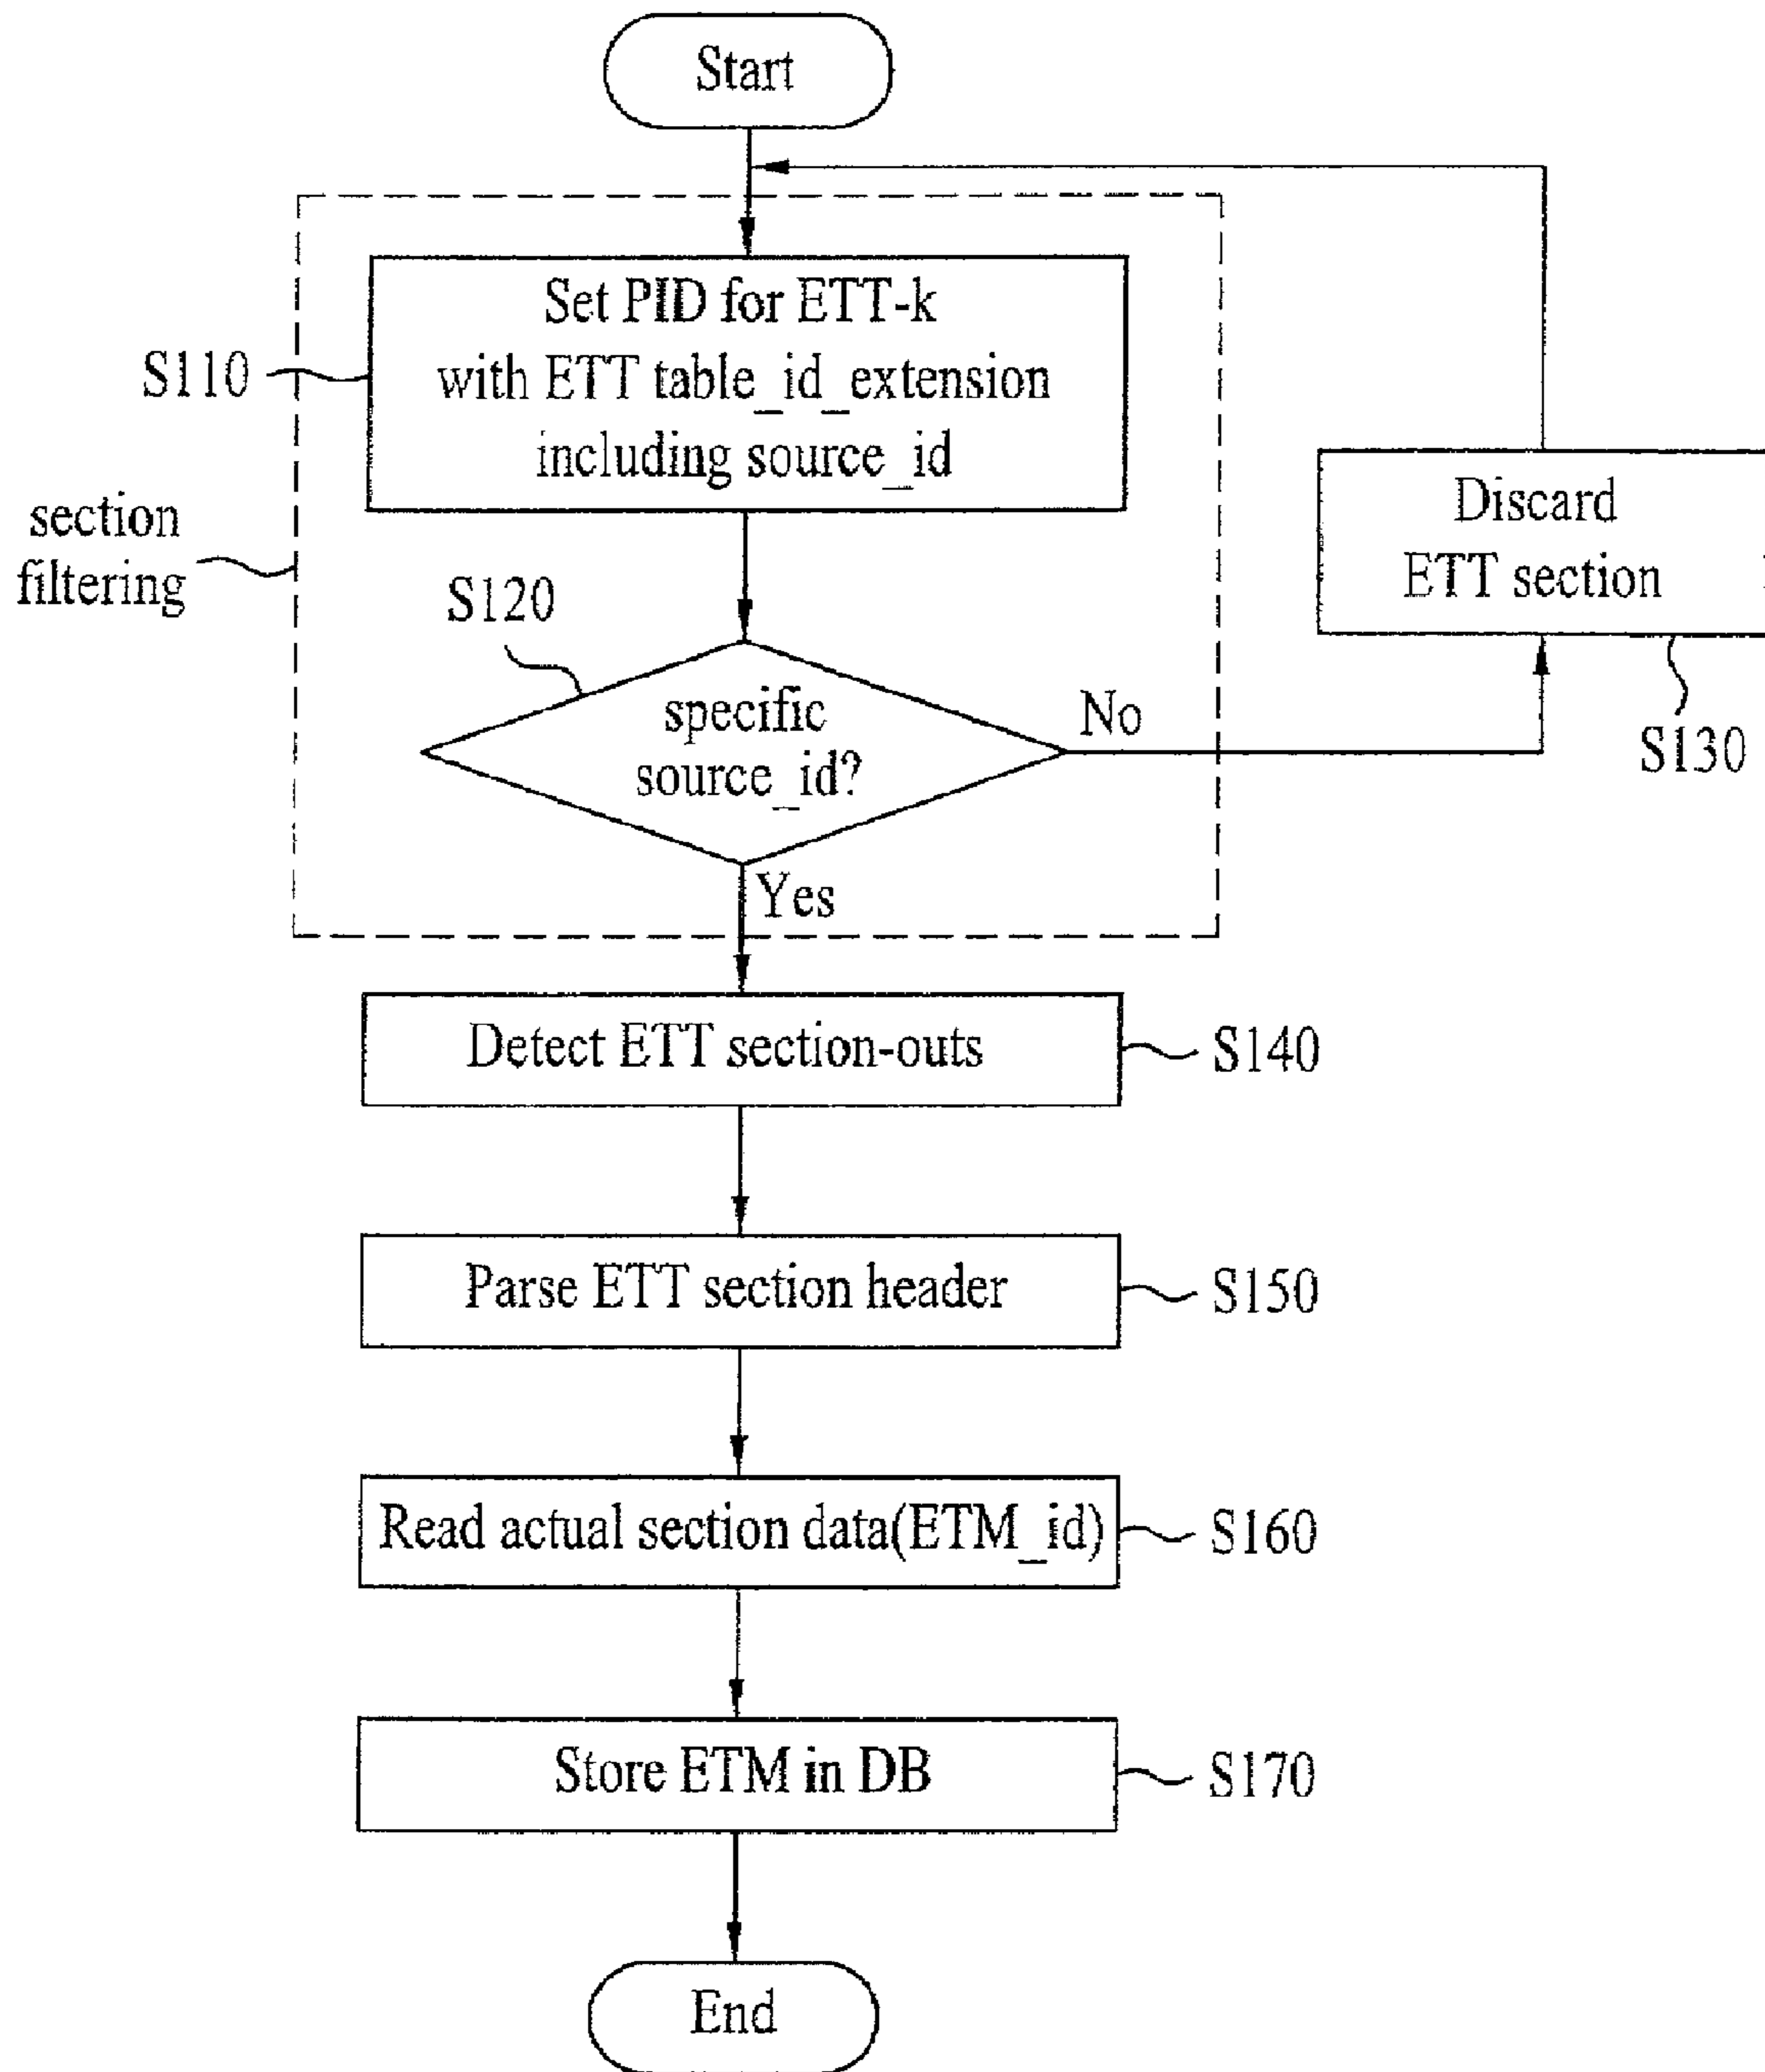 Start
Set PID for ETT-k
with ETT table_id_extension
including source_id
S110
section
filtering
Discard
ETT section
S130
S120
specific
source_id?
No
Yes
Detect ETT section-outs
S140
Parse ETT section header
S150
Read actual section data(ETM_id)
S160
Store ETM in DB
S170
End